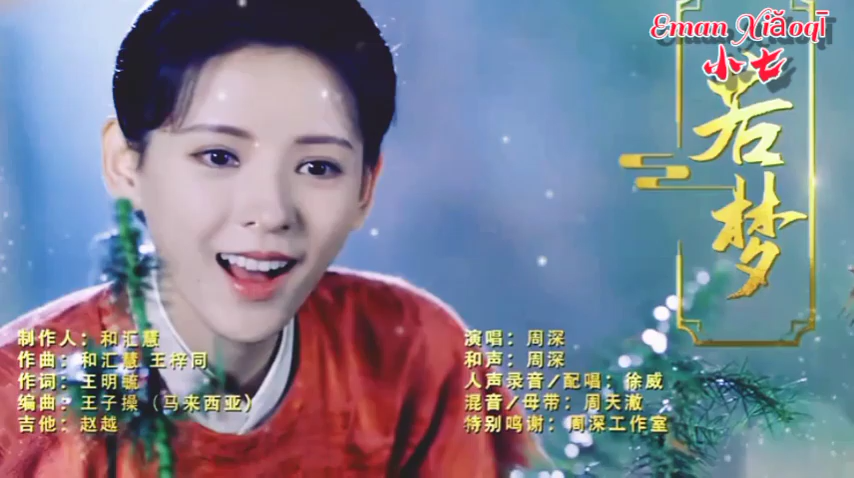 Eman Xiǎoqī
小七
若梦
制作人：和汇慧
作曲：和汇慧 王梓同
作词：王明毓
编曲：王子操（马来西亚）
吉他：赵越
演唱：周深
和声：周深
人声录音/配唱：徐威
混音/母带：周天澈
特别鸣谢：周深工作室